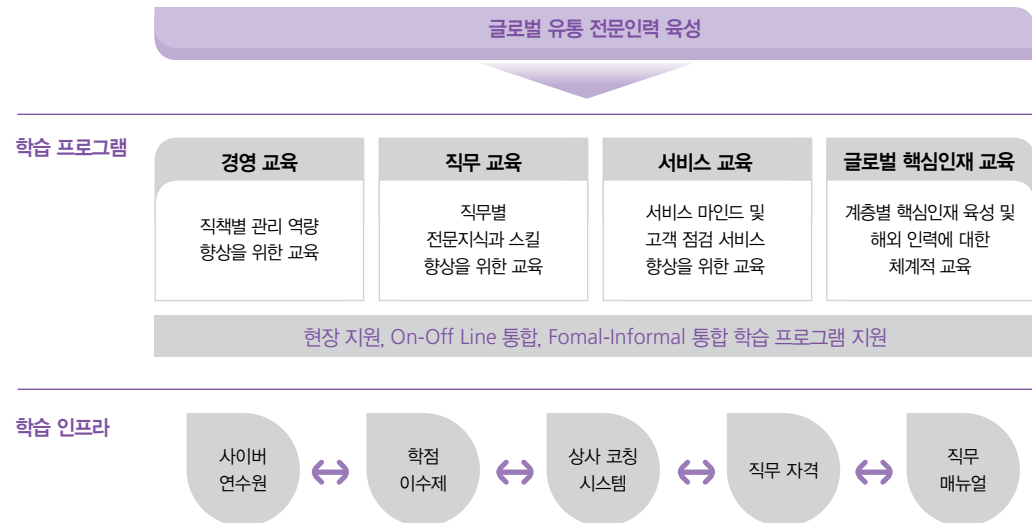 글로벌 유통 전문인력 육성
학습 프로그램
경영 교육
직책별 관리 역량
향상을 위한 교육
직무 교육
직무별
전문지식과 스킬
향상을 위한 교육
서비스 교육
서비스 마인드 및
고객 점검 서비스
향상을 위한 교육
글로벌 핵심인재 교육
계층별 핵심인재 육성 및
해외 인력에 대한
체계적 교육
현장 지원, On-Off Line 통합, Fomal-Informal 통합 학습 프로그램 지원
학습 인프라
사이버
연수원
학점
이수제
상사 코칭
시스템
직무 자격
직무
매뉴얼